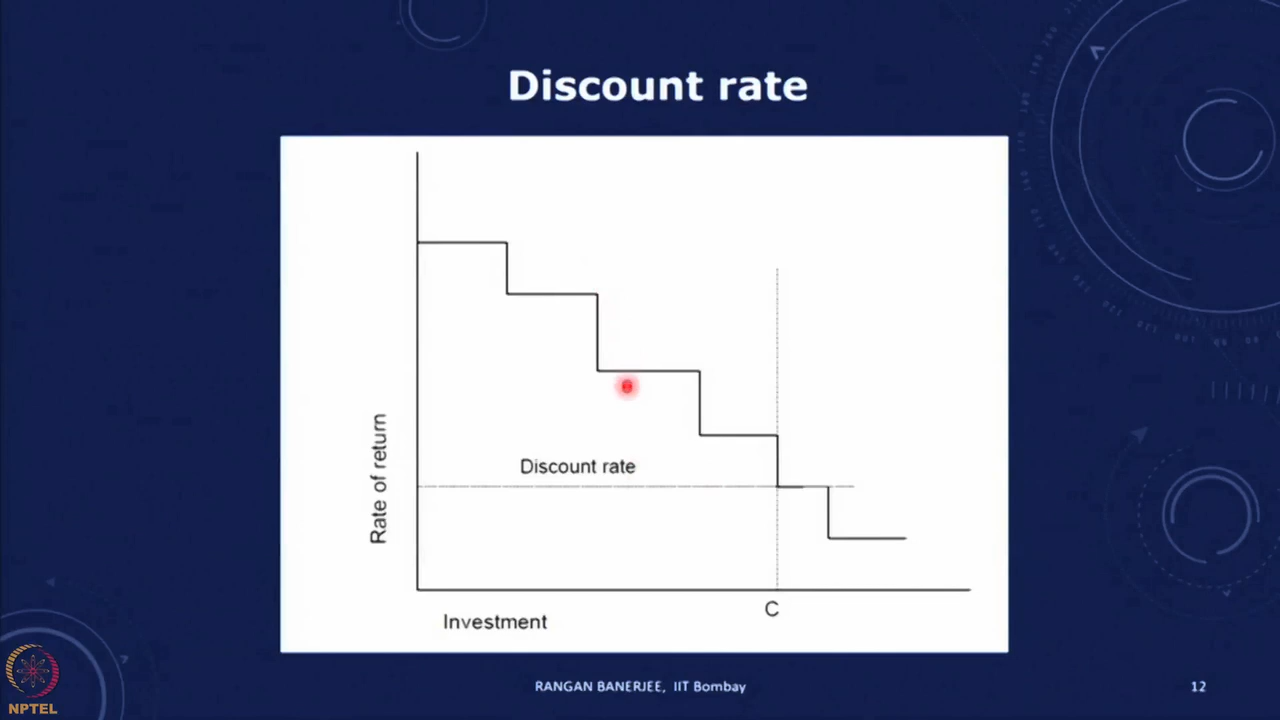 Discount rate
Rate of return
Discount rate
C
Investment
RANGAN BANERJEE, IIT Bombay
12
NPTEL